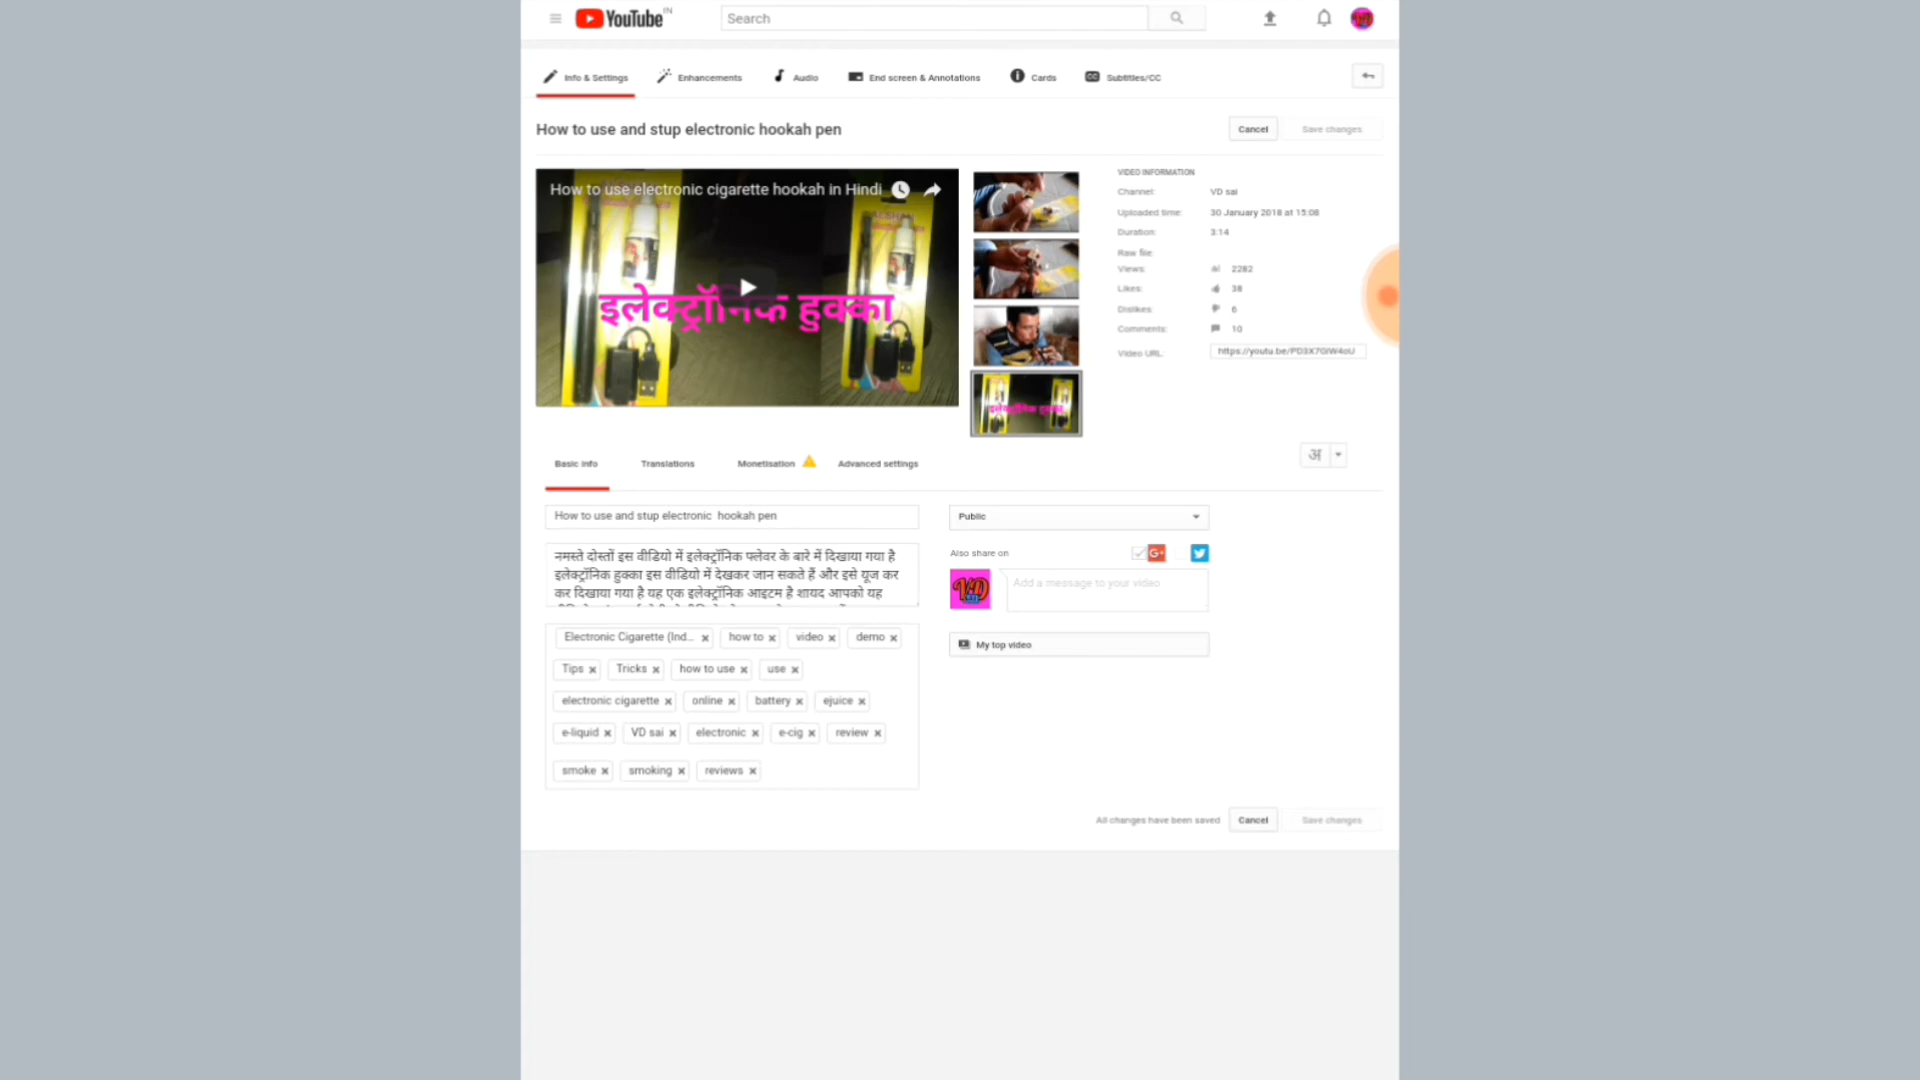 YouTube IN
Search
Info & Settings
Enhancements
Audio
End screen & Annotations
Cards
Subtitles/CC
How to use and stup electronic hookah pen
Cancel
Save changes
How to use electronic cigarette hookah in Hindi
इलेक्ट्रॉनिक हुक्का
VIDEO INFORMATION
Channel: VD sai
Uploaded time: 30 January 2018 at 15:08
Duration: 3:14
Raw file:
Views: 2282
Likes: 38
Dislikes: 6
Comments: 10
Video URL: https://youtu.be/PD3X7GIW4oU
Basic info
Translations
Monetisation
Advanced settings
अ
How to use and stup electronic hookah pen
नमस्ते दोस्तों इस वीडियो में इलेक्ट्रॉनिक फ्लेवर के बारे में दिखाया गया है
इलेक्ट्रॉनिक हुक्का इस वीडियो में देखकर जान सकते हैं और इसे यूज कर
कर दिखाया गया है यह एक इलेक्ट्रॉनिक आइटम है शायद आपको यह
Public
Also share on
G+
VD
Add a message to your video
My top video
Electronic Cigarette (Ind... × how to × video × demo ×
Tips × Tricks × how to use × use ×
electronic cigarette × online × battery × ejuice ×
e-liquid × VD sai × electronic × e-cig × review ×
smoke × smoking × reviews ×
All changes have been saved
Cancel
Save changes